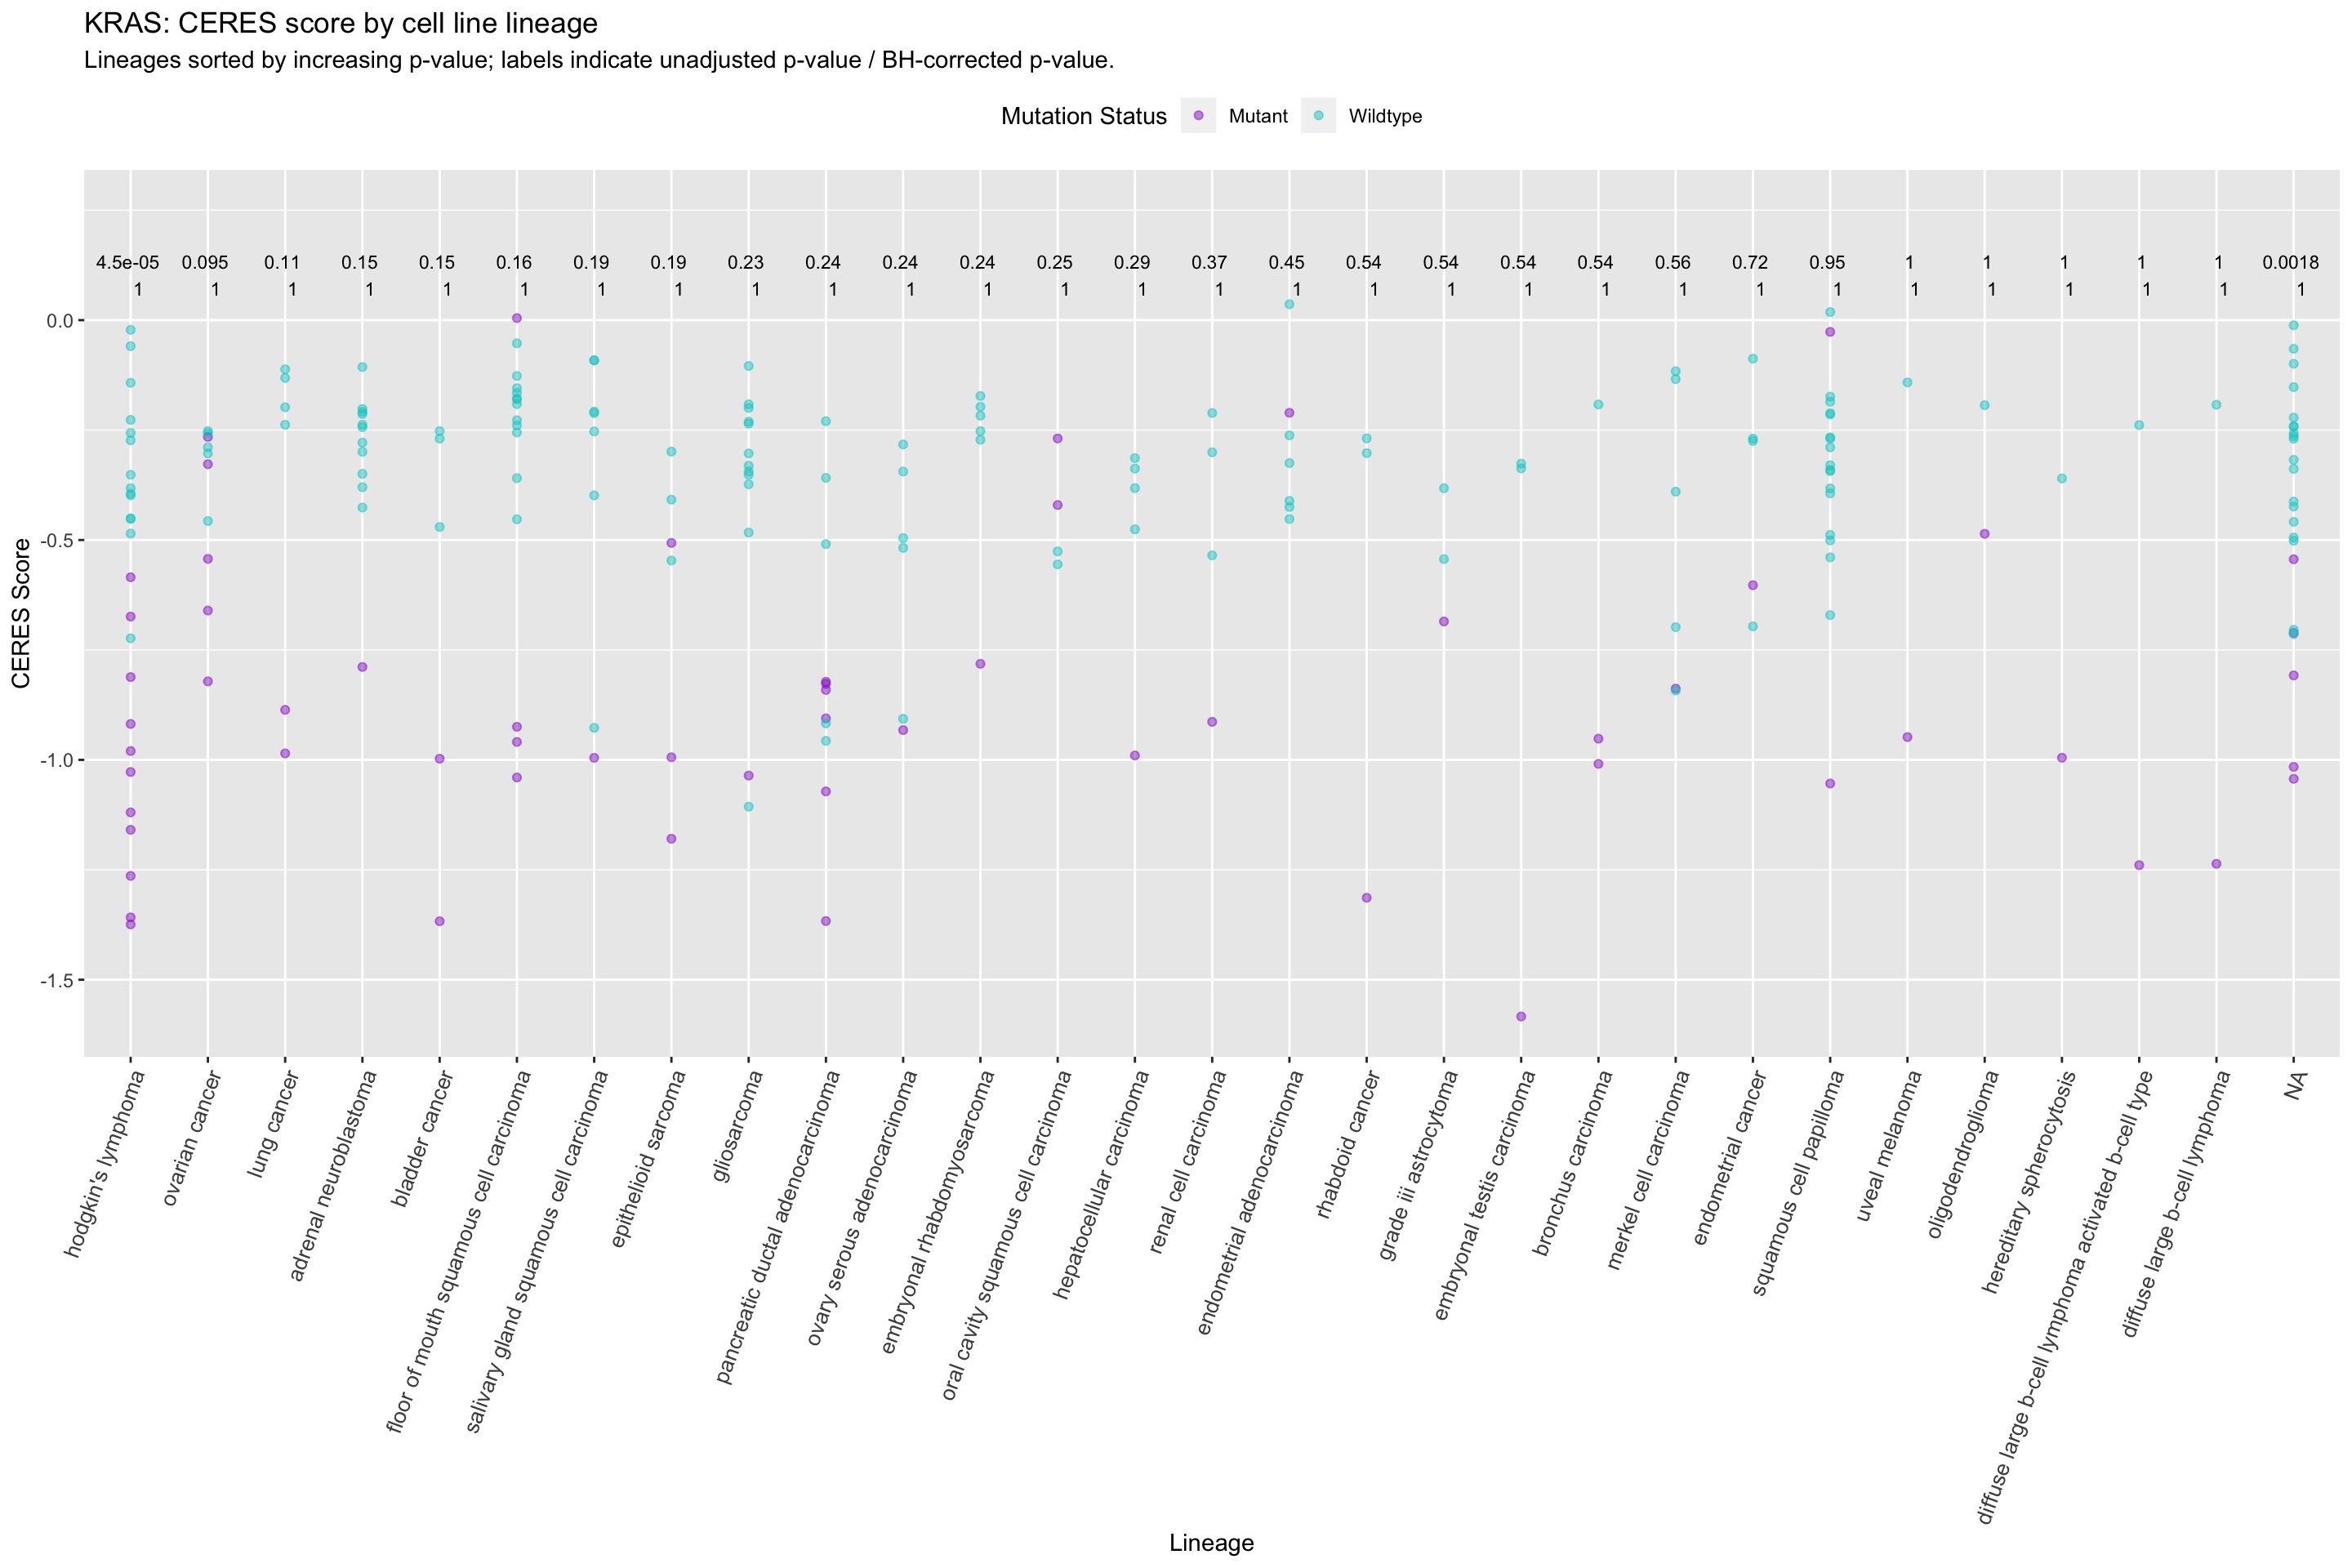 KRAS: CERES score by cell line lineage
Lineages sorted by increasing p-value; labels indicate unadjusted p-value / BH-corrected p-value.
Mutation Status Mutant Wildtype
4.5e-05 0.095 0.11 0.15 0.15 0.16 0.19 0.19 0.23 0.24 0.24 0.24 0.25 0.29 0.37 0.45 0.54 0.54 0.54 0.54 0.56 0.72 0.95 1 1 1 1 1 0.0018
1 1 1 1 1 1 1 1 1 1 1 1 1 1 1 1 1 1 1 1 1 1 1 1 1 1 1 1 1
0.0
-0.5
-1.0
-1.5
CERES Score
hodgkin's lymphoma
ovarian cancer
lung cancer
adrenal neuroblastoma
bladder cancer
floor of mouth squamous cell carcinoma
salivary gland squamous cell carcinoma
epithelioid sarcoma
gliosarcoma
pancreatic ductal adenocarcinoma
ovary serous adenocarcinoma
embryonal rhabdomyosarcoma
oral cavity squamous cell carcinoma
hepatocellular carcinoma
renal cell carcinoma
endometrial adenocarcinoma
rhabdoid cancer
grade iii astrocytoma
embryonal testis carcinoma
bronchus carcinoma
merkel cell carcinoma
endometrial cancer
squamous cell papilloma
uveal melanoma
oligodendroglioma
hereditary spherocytosis
diffuse large b-cell lymphoma activated b-cell type
diffuse large b-cell lymphoma
NA
Lineage